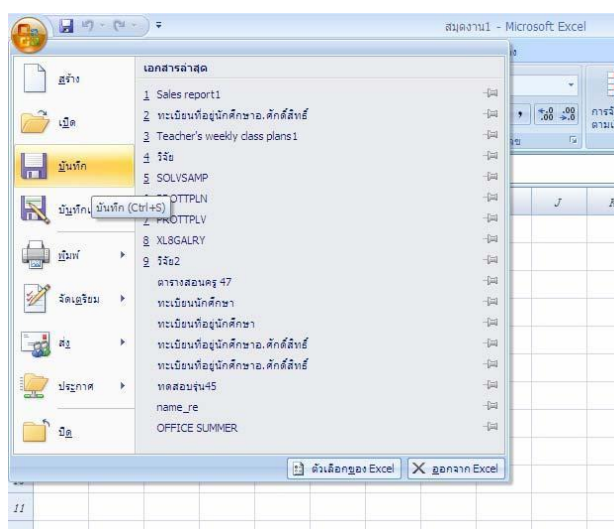 สมุดงาน1 - Microsoft Excel
สร้าง
เปิด
บันทึก
บันทึก
บันทึก (Ctrl+S)
พิมพ์
จัดเตรียม
ส่ง
ประกาศ
ปิด
เอกสารล่าสุด
1 Sales report1
2 ทะเบียนที่อยู่นักศึกษาอ.ศักดิ์สิทธิ์
3 Teacher's weekly class plans1
4 วิจัย
5 SOLVSAMP
PROTTPLN
7 PROTTPLV
8 XL8GALRY
9 วิจัย2
ตารางสอนครู 47
ทะเบียนนักศึกษา
ทะเบียนที่อยู่นักศึกษา
ทะเบียนที่อยู่นักศึกษาอ.ศักดิ์สิทธิ์
ทะเบียนที่อยู่นักศึกษาอ.ศักดิ์สิทธิ์
ทดสอบรุ่น45
name_re
OFFICE SUMMER
ตัวเลือกของ Excel
ออกจาก Excel
J
11